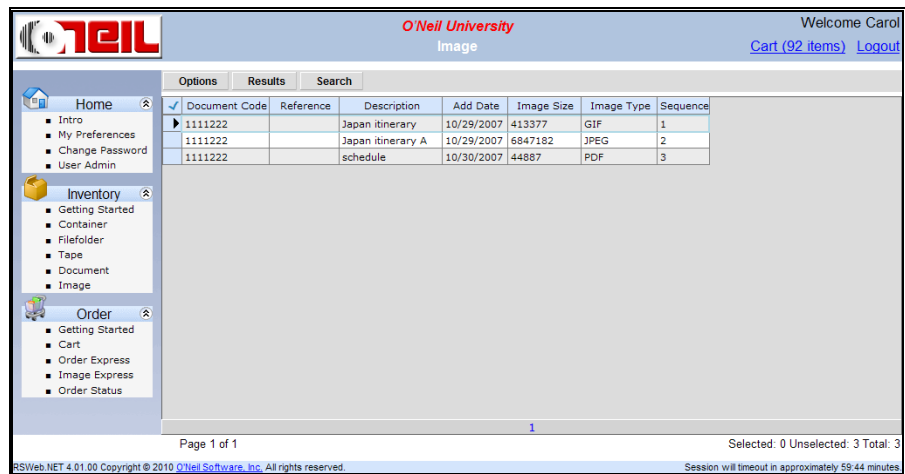 O'NEIL
O'Neil University
Image
Welcome Carol
Cart (92 items) Logout
Options Results Search
Home
Intro
My Preferences
Change Password
User Admin
Inventory
Getting Started
Container
Filefolder
Tape
Document
Image
Order
Getting Started
Cart
Order Express
Image Express
Order Status
Document Code Reference Description Add Date Image Size Image Type Sequence
1111222 Japan itinerary 10/29/2007 413377 GIF 1
1111222 Japan itinerary A 10/29/2007 6847182 JPEG 2
1111222 schedule 10/30/2007 44887 PDF 3
1
Page 1 of 1
Selected: 0 Unselected: 3 Total: 3
RSWeb.NET 4.01.00 Copyright © 2010 O'Neil Software, Inc. All rights reserved.
Session will timeout in approximately 59:44 minutes.